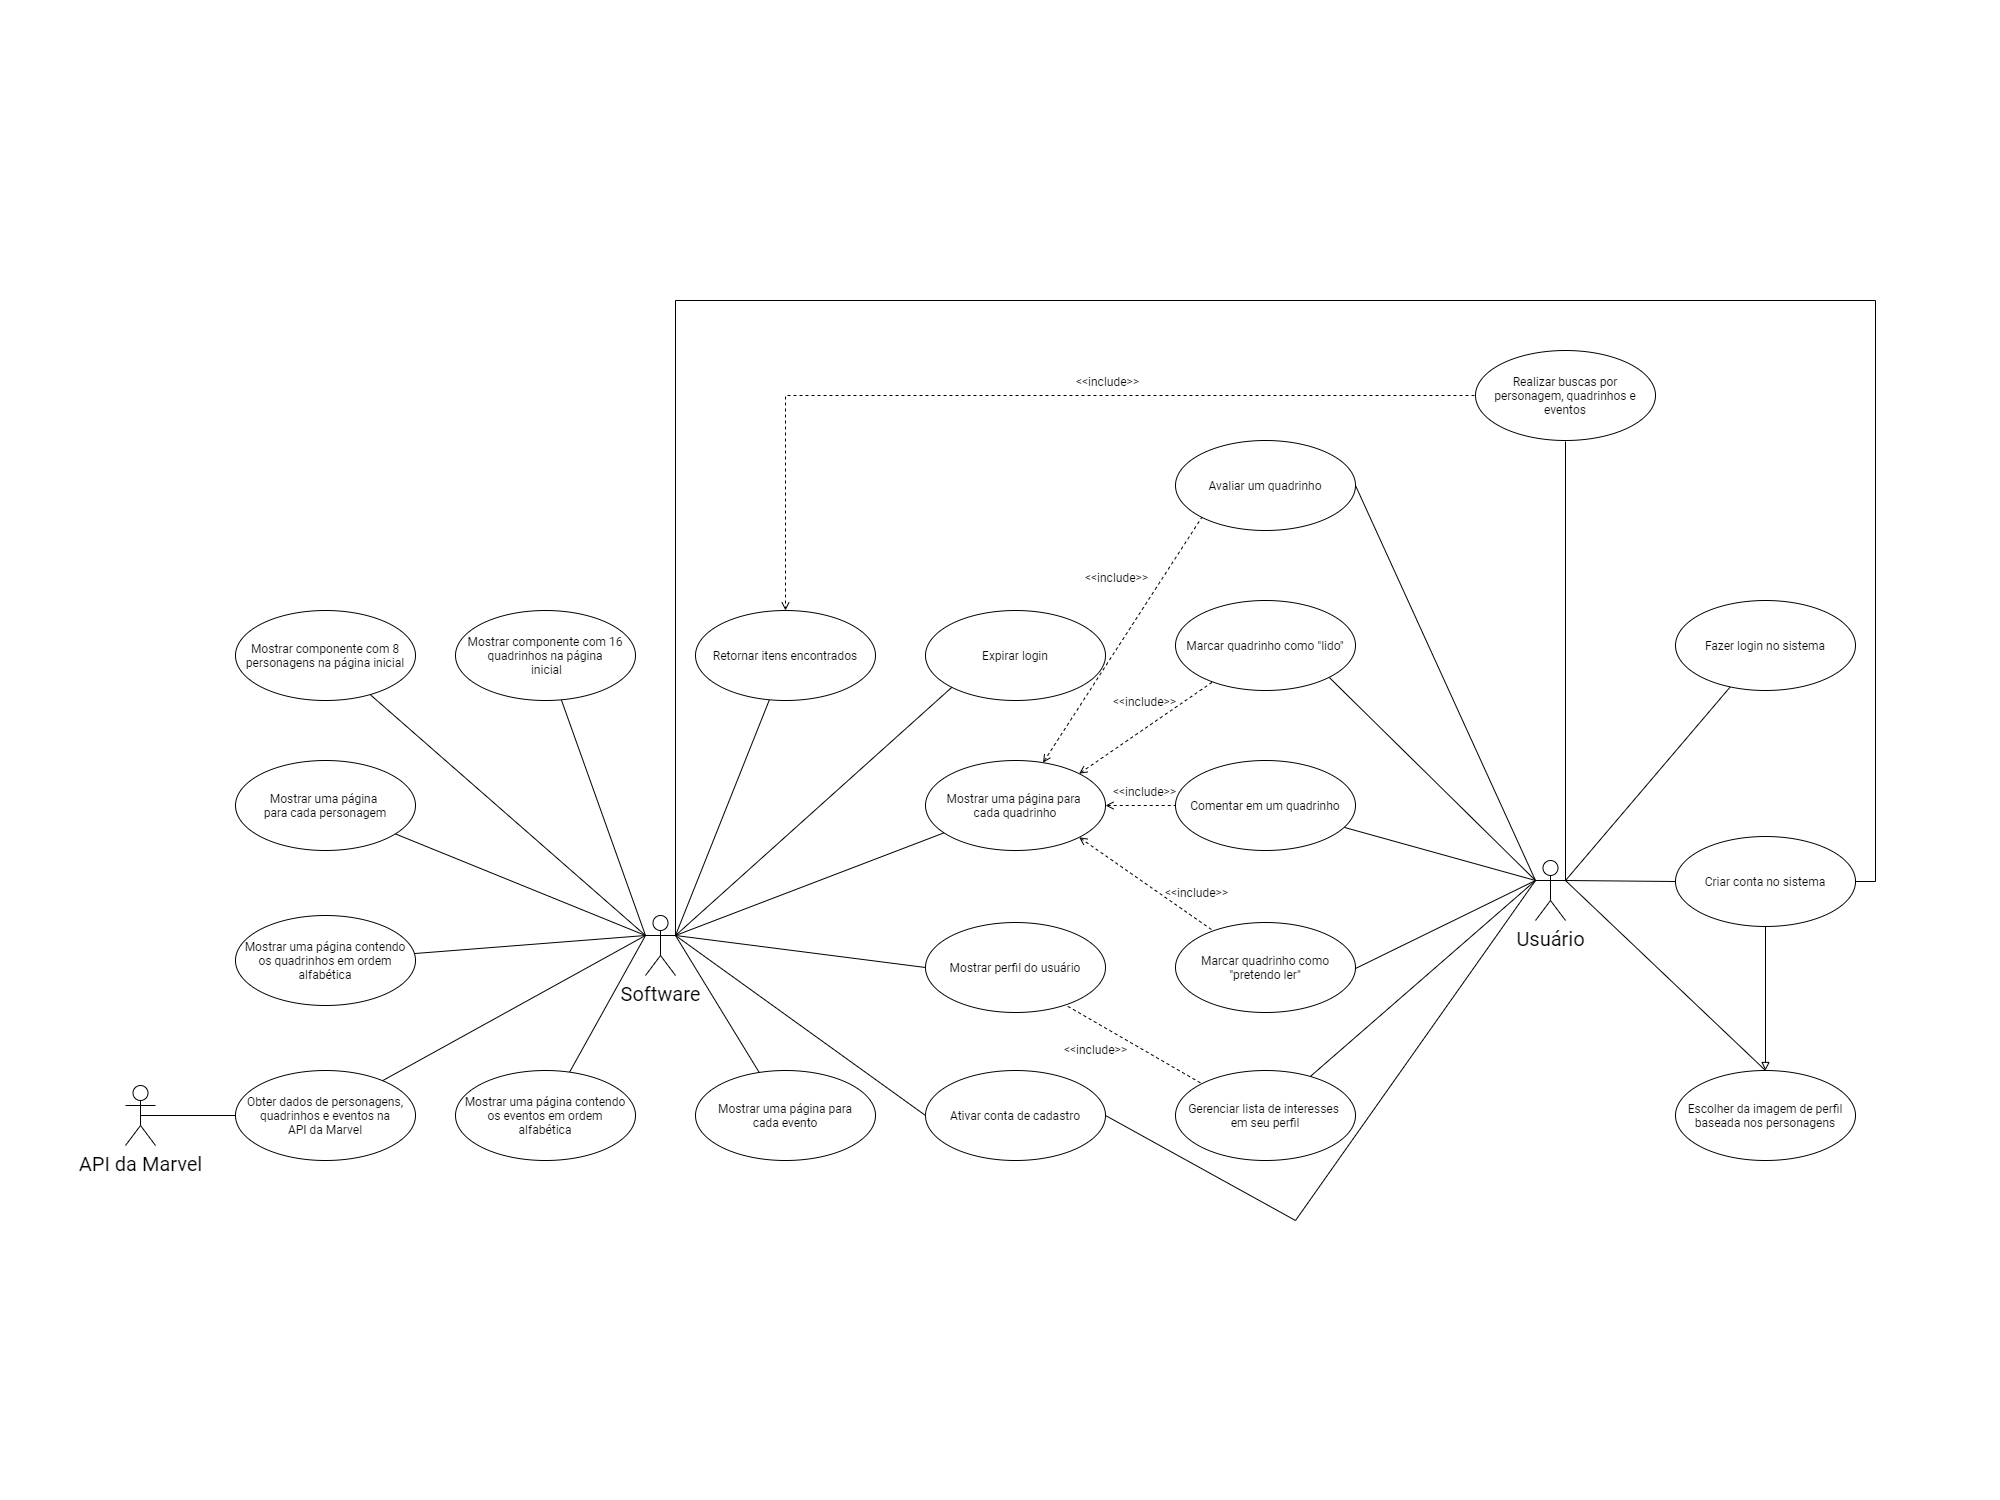 <<include>>
Realizar buscas por
personagem, quadrinhos e
eventos
Avaliar um quadrinho
<<include>>
Mostrar componente com 8
personagens na página inicial
Mostrar componente com 16
quadrinhos na página
inicial
Retornar itens encontrados
Expirar login
Marcar quadrinho como "lido"
Fazer login no sistema
<<include>>
Mostrar uma página
para cada personagem
Mostrar uma página para
cada quadrinho
<<include>>
Comentar em um quadrinho
Criar conta no sistema
<<include>>
Usuário
Mostrar uma página contendo
os quadrinhos em ordem
alfabética
Software
Mostrar perfil do usuário
Marcar quadrinho como
"pretendo ler"
<<include>>
API da Marvel
Obter dados de personagens,
quadrinhos e eventos na
API da Marvel
Mostrar uma página contendo
os eventos em ordem
alfabética
Mostrar uma página para
cada evento
Ativar conta de cadastro
Gerenciar lista de interesses
em seu perfil
Escolher da imagem de perfil
baseada nos personagens